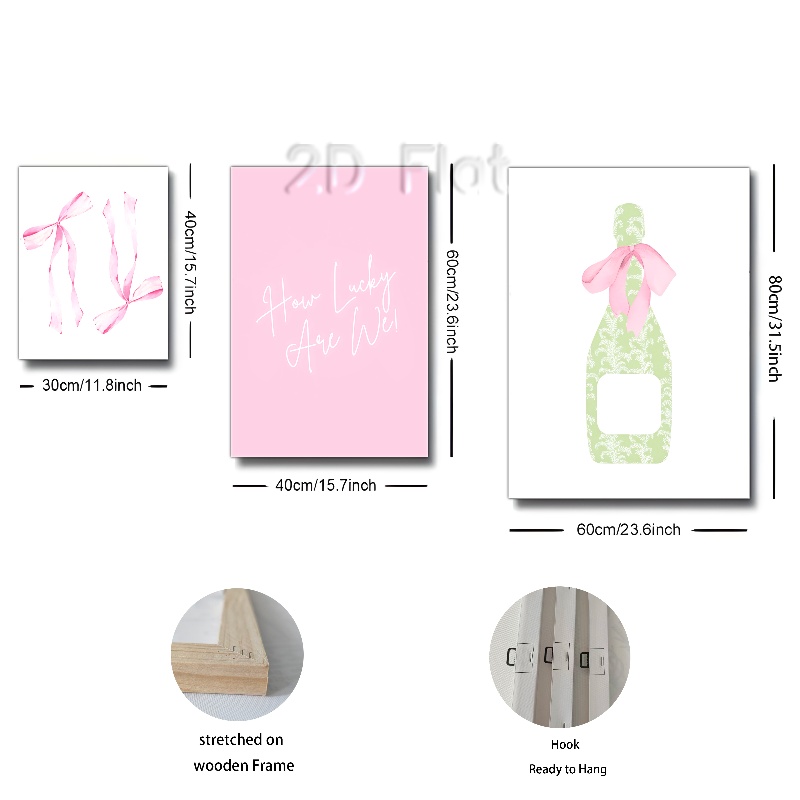 2D Flat
40cm/15.7inch
30cm/11.8inch
How Lucky
Are We!
60cm/23.6inch
40cm/15.7inch
80cm/31.5inch
60cm/23.6inch
stretched on
wooden Frame
Hook
Ready to Hang